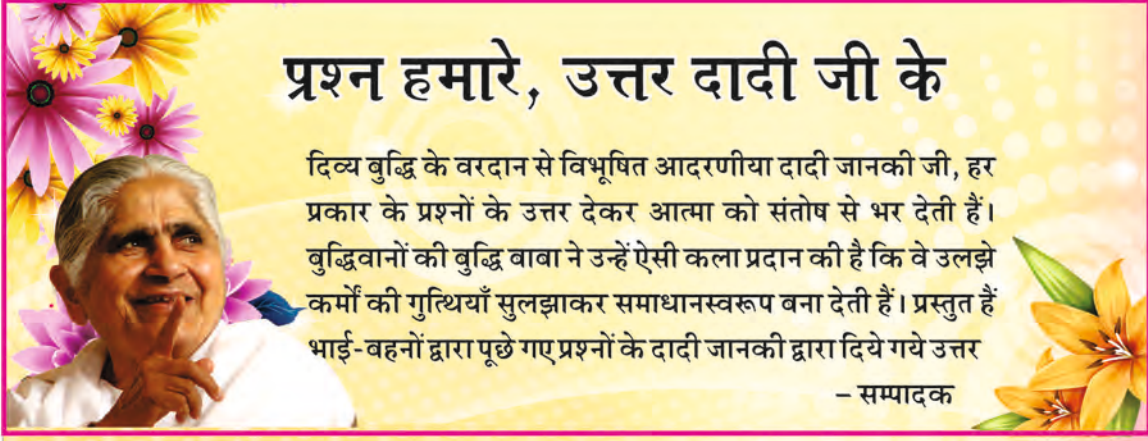 प्रश्न हमारे, उत्तर दादी जी के
दिव्य बुद्धि के वरदान से विभूषित आदरणीया दादी जानकी जी, हर
प्रकार के प्रश्नों के उत्तर देकर आत्मा को संतोष से भर देती हैं।
बुद्धिवानों की बुद्धि बाबा ने उन्हें ऐसी कला प्रदान की है कि वे उलझे
कर्मों की गुत्थियाँ सुलझाकर समाधानस्वरूप बना देती हैं। प्रस्तुत हैं
भाई-बहनों द्वारा पूछे गए प्रश्नों के दादी जानकी द्वारा दिये गये उत्तर
– सम्पादक